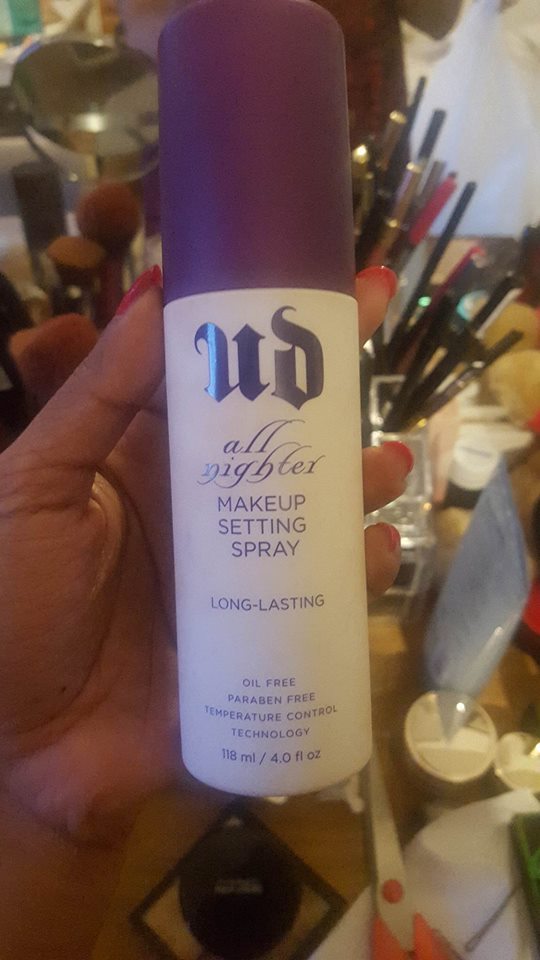 UD
all
nighter
MAKEUP
SETTING
SPRAY
LONG-LASTING
OIL FREE
PARABEN FREE
TEMPERATURE CONTROL
TECHNOLOGY
118 ml / 4.0 fl oz